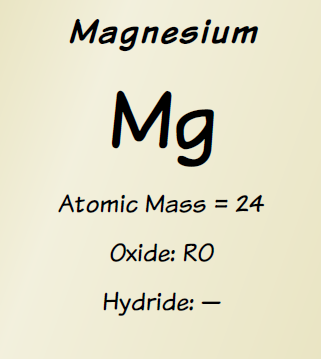 Magnesium
Mg
Atomic Mass = 24
Oxide: RO
Hydride: —